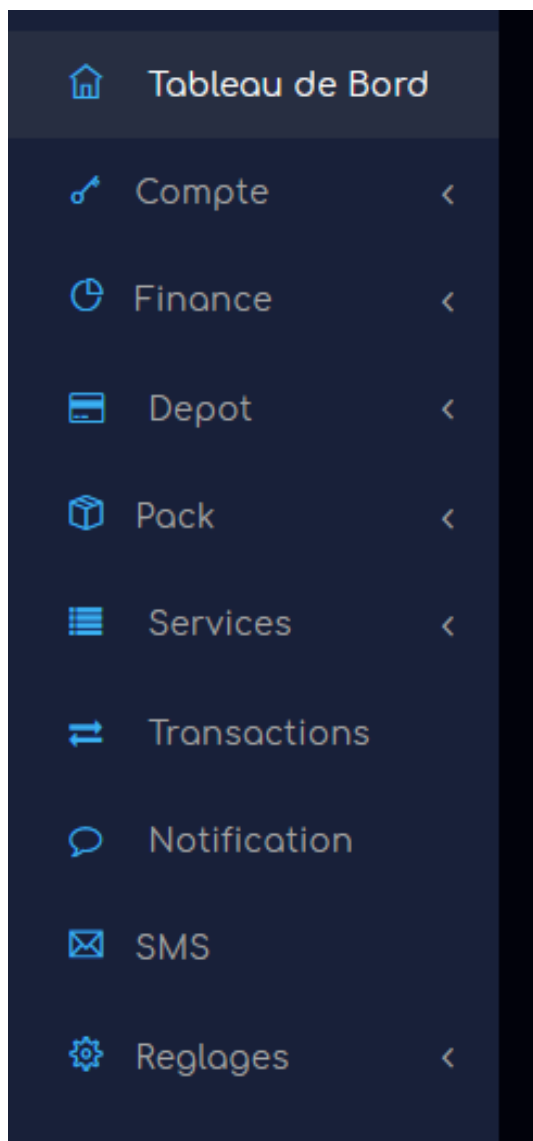 Tableau de Bord
Compte
Finance
Depot
Pack
Services
Transactions
Notification
SMS
Reglages